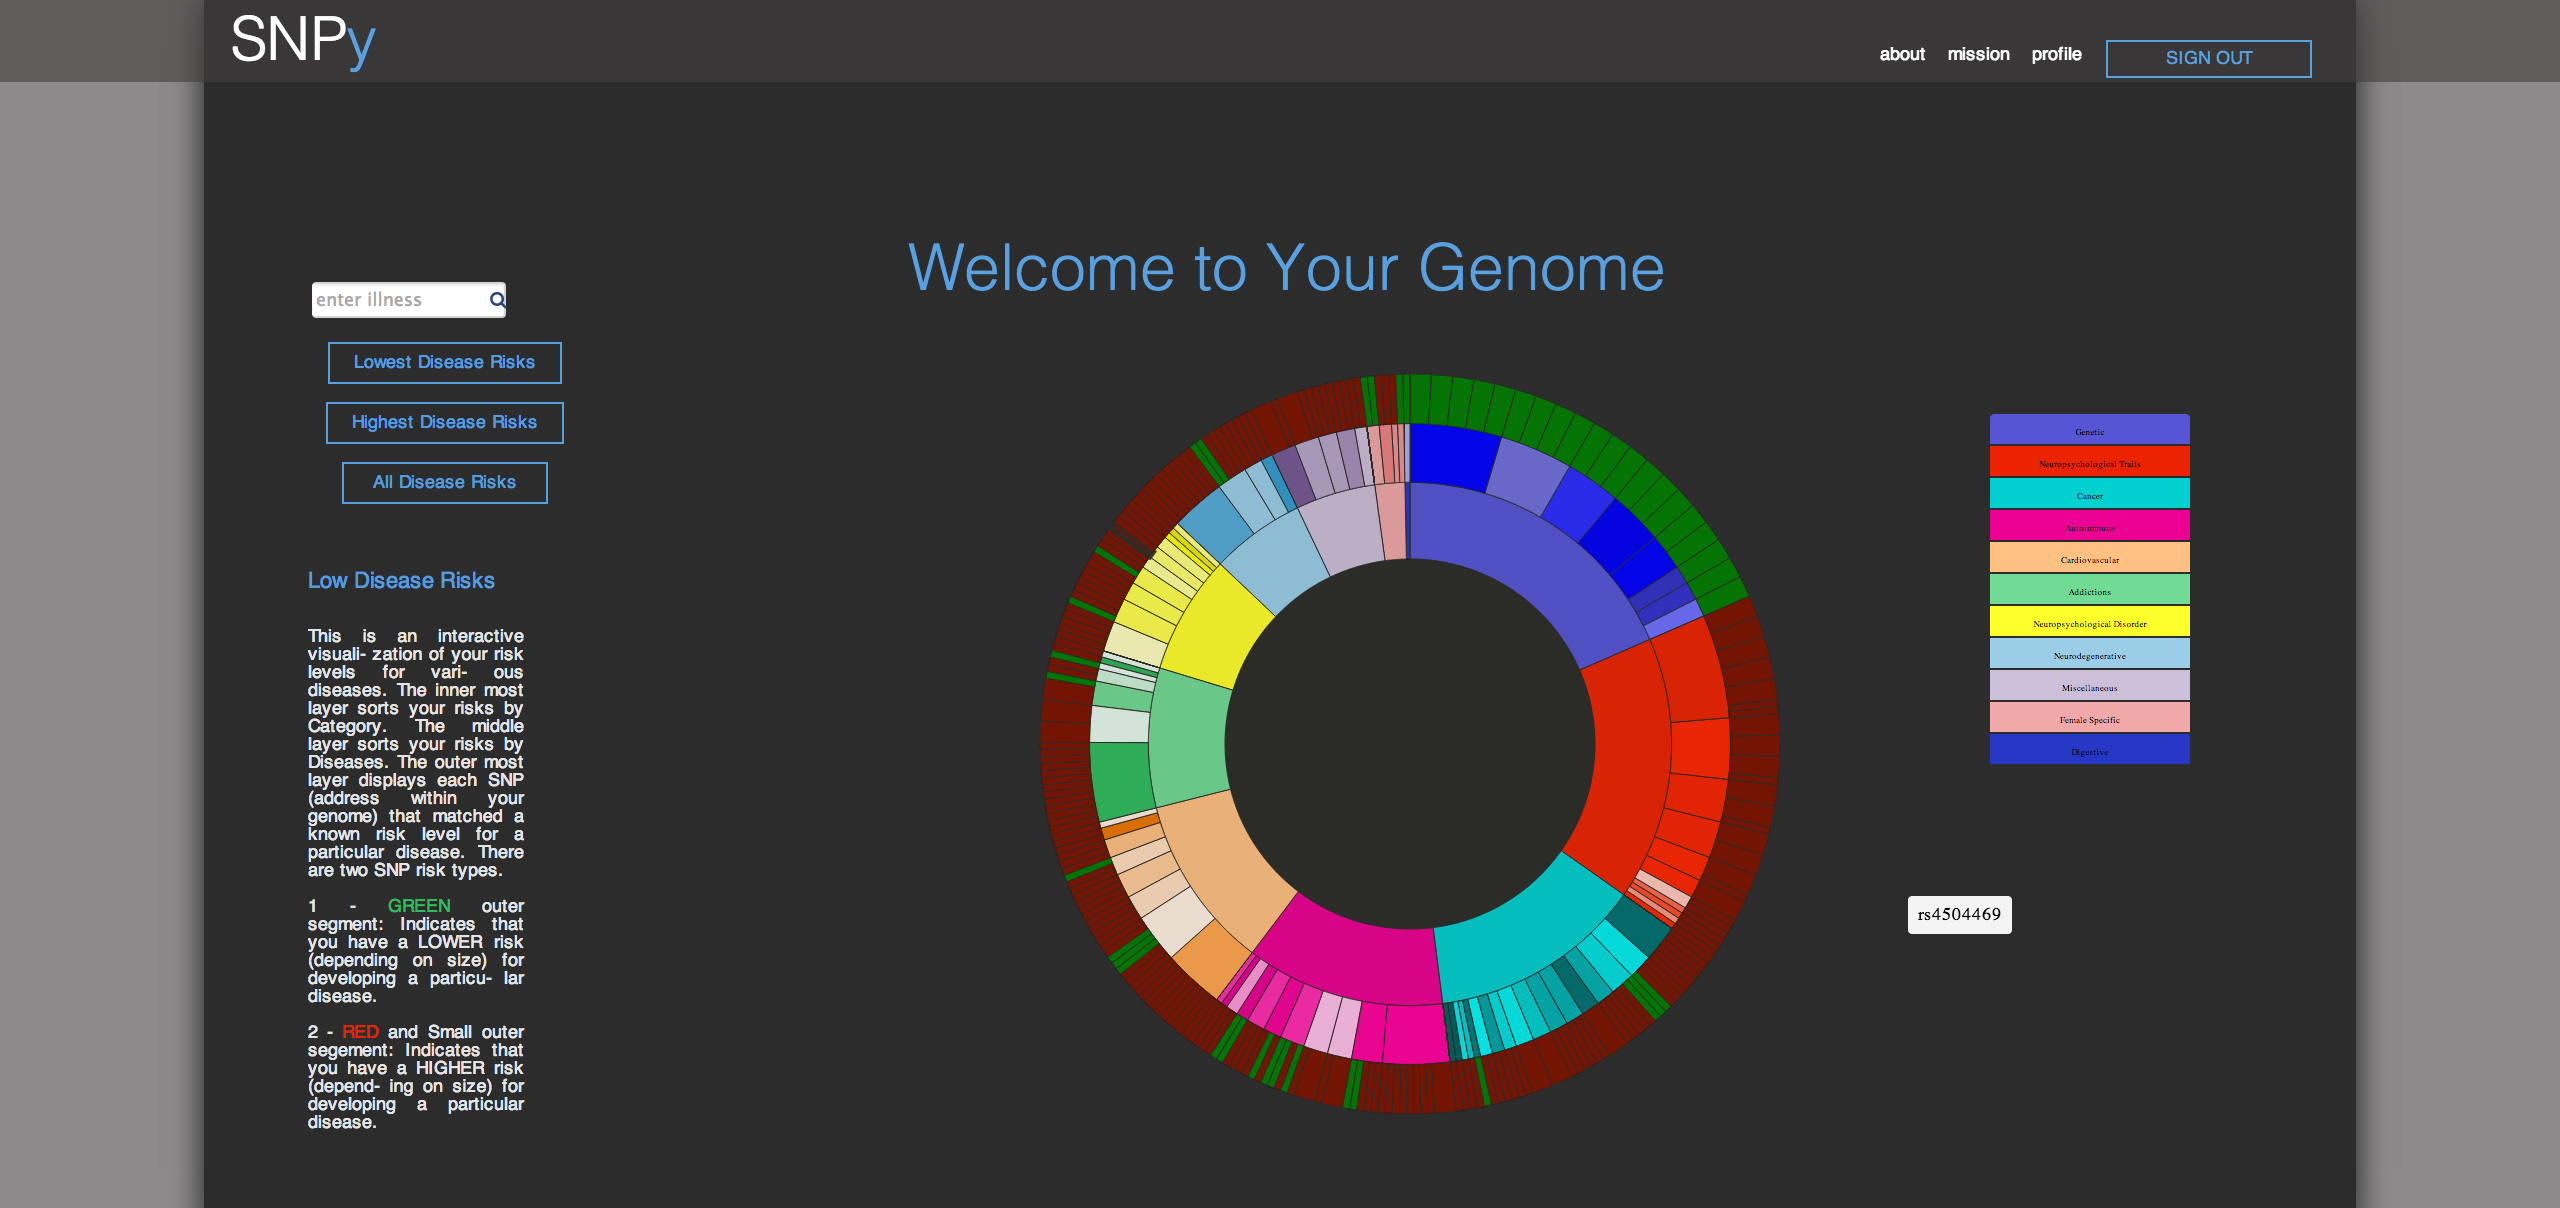 SNPy
about mission profile SIGN OUT
Welcome to Your Genome
enter illness
Lowest Disease Risks
Highest Disease Risks
All Disease Risks
Low Disease Risks
This is an interactive
visuali- zation of your risk
levels for vari- ous
diseases. The inner most
layer sorts your risks by
Category. The middle
layer sorts your risks by
Diseases. The outer most
layer displays each SNP
(address within your
genome) that matched a
known risk level for a
particular disease. There
are two SNP risk types.
1 - GREEN outer
segment: Indicates that
you have a LOWER risk
(depending on size) for
developing a particu- lar
disease.
2 - RED and Small outer
segement: Indicates that
you have a HIGHER risk
(depend- ing on size) for
developing a particular
disease.
Genetic
Neuropsychological Traits
Cancer
Autoimmune
Cardiovascular
Addictions
Neuropsychological Disorder
Neurodegenerative
Miscellaneous
Female Specific
Digestive
rs4504469